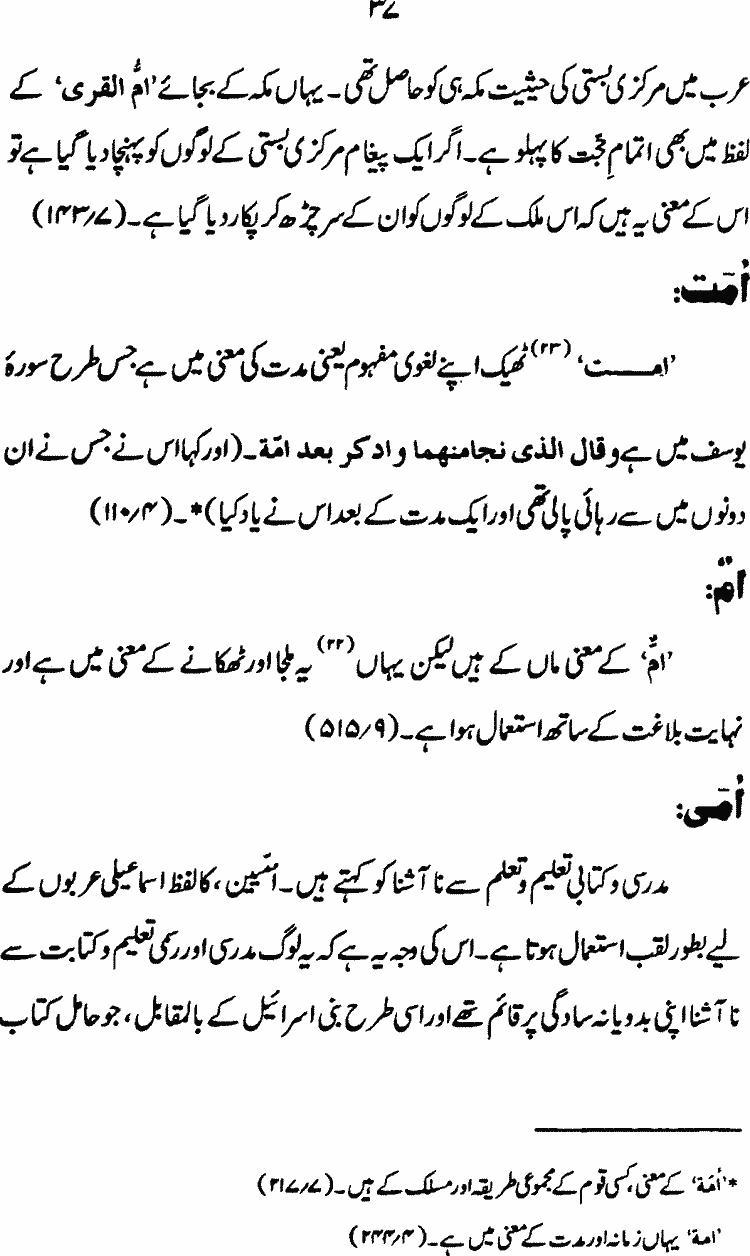 ۳۷
عرب میں مرکزی بستی کی حیثیت مکہ ہی کو حاصل تھی۔ یہاں مکہ کے بجائے ’امُّ القری‘ کے
لفظ میں بھی اتمامِ حجت کا پہلو ہے۔ اگر ایک پیغام مرکزی بستی کے لوگوں کو پہنچا دیا گیا ہے تو
اس کے معنی یہ ہیں کہ اس ملک کے لوگوں کو ان کے سر چڑھ کر پکار دیا گیا ہے۔ (۱۴۳/۷)
اُمّت:
’امت‘ (۲۳) ٹھیک اپنے لغوی مفہوم یعنی مدت کی معنی میں ہے جس طرح سورۂ
یوسف میں ہے وقال الذی نجامنهما وادکر بعد امّة۔ (اور کہا اس نے جس نے ان
دونوں میں سے رہائی پالی تھی اور ایک مدت کے بعد اس نے یاد کیا)*۔ (۱۱۰/۴)
امّ:
’امٌّ‘ کے معنی ماں کے ہیں لیکن یہاں (۲۴) یہ ملجا اور ٹھکانے کے معنی میں ہے اور
نہایت بلاغت کے ساتھ استعمال ہوا ہے۔ (۵۱۵/۹)
اُمّی:
مدرسی و کتابی تعلیم و تعلم سے نا آشنا کو کہتے ہیں۔ امّیین، کا لفظ اسماعیلی عربوں کے
لیے بطور لقب استعمال ہوتا ہے۔ اس کی وجہ یہ ہے کہ یہ لوگ مدرسی اور رسمی تعلیم و کتابت سے
نا آشنا اپنی بدویانہ سادگی پر قائم تھے اور اسی طرح بنی اسرائیل کے بالمقابل، جو حامل کتاب
*’اُمّة‘ کے معنی، کسی قوم کے مجموعی طریقہ اور مسلک کے ہیں۔ (۲۱۷/۷)
’امة‘ یہاں زمانہ اور مدت کے معنی میں ہے۔ (۲۴۴/۴)